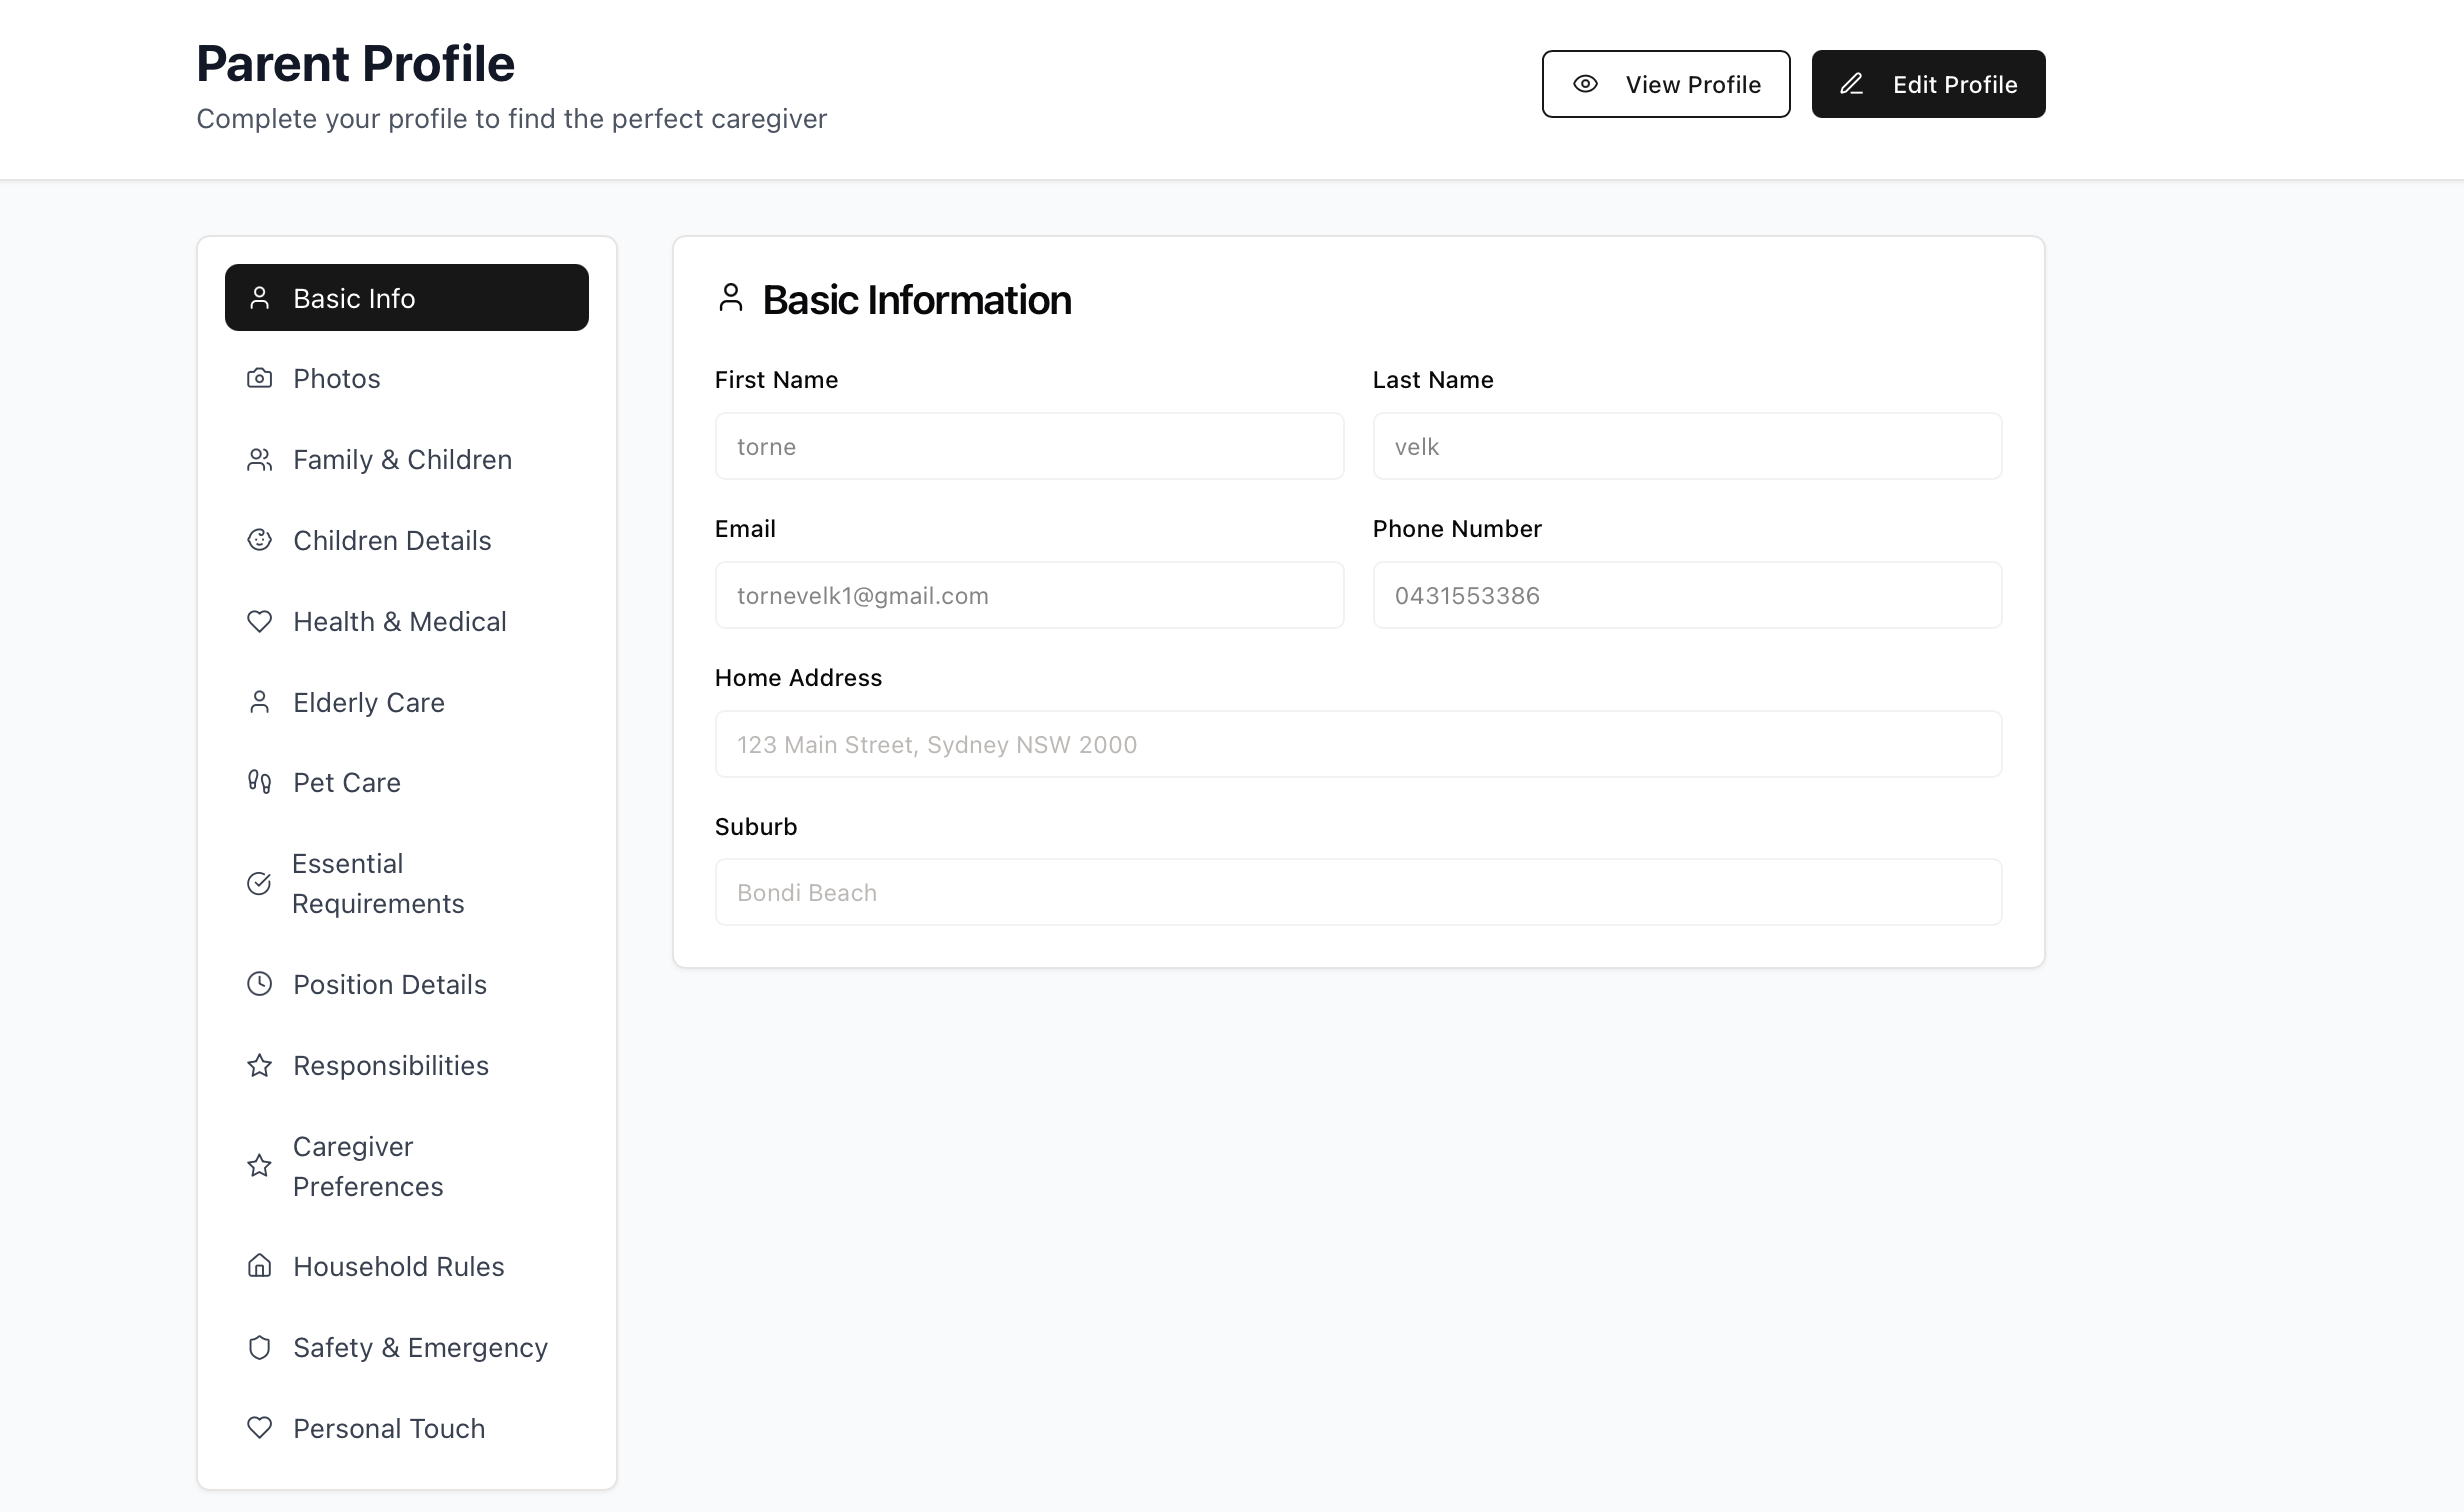 Parent Profile
Complete your profile to find the perfect caregiver
View Profile
Edit Profile
Basic Info
Photos
Family & Children
Children Details
Health & Medical
Elderly Care
Pet Care
Essential
Requirements
Position Details
Responsibilities
Caregiver
Preferences
Household Rules
Safety & Emergency
Personal Touch
Basic Information
First Name
Last Name
torne
velk
Email
Phone Number
tornevelk1@gmail.com
0431553386
Home Address
123 Main Street, Sydney NSW 2000
Suburb
Bondi Beach